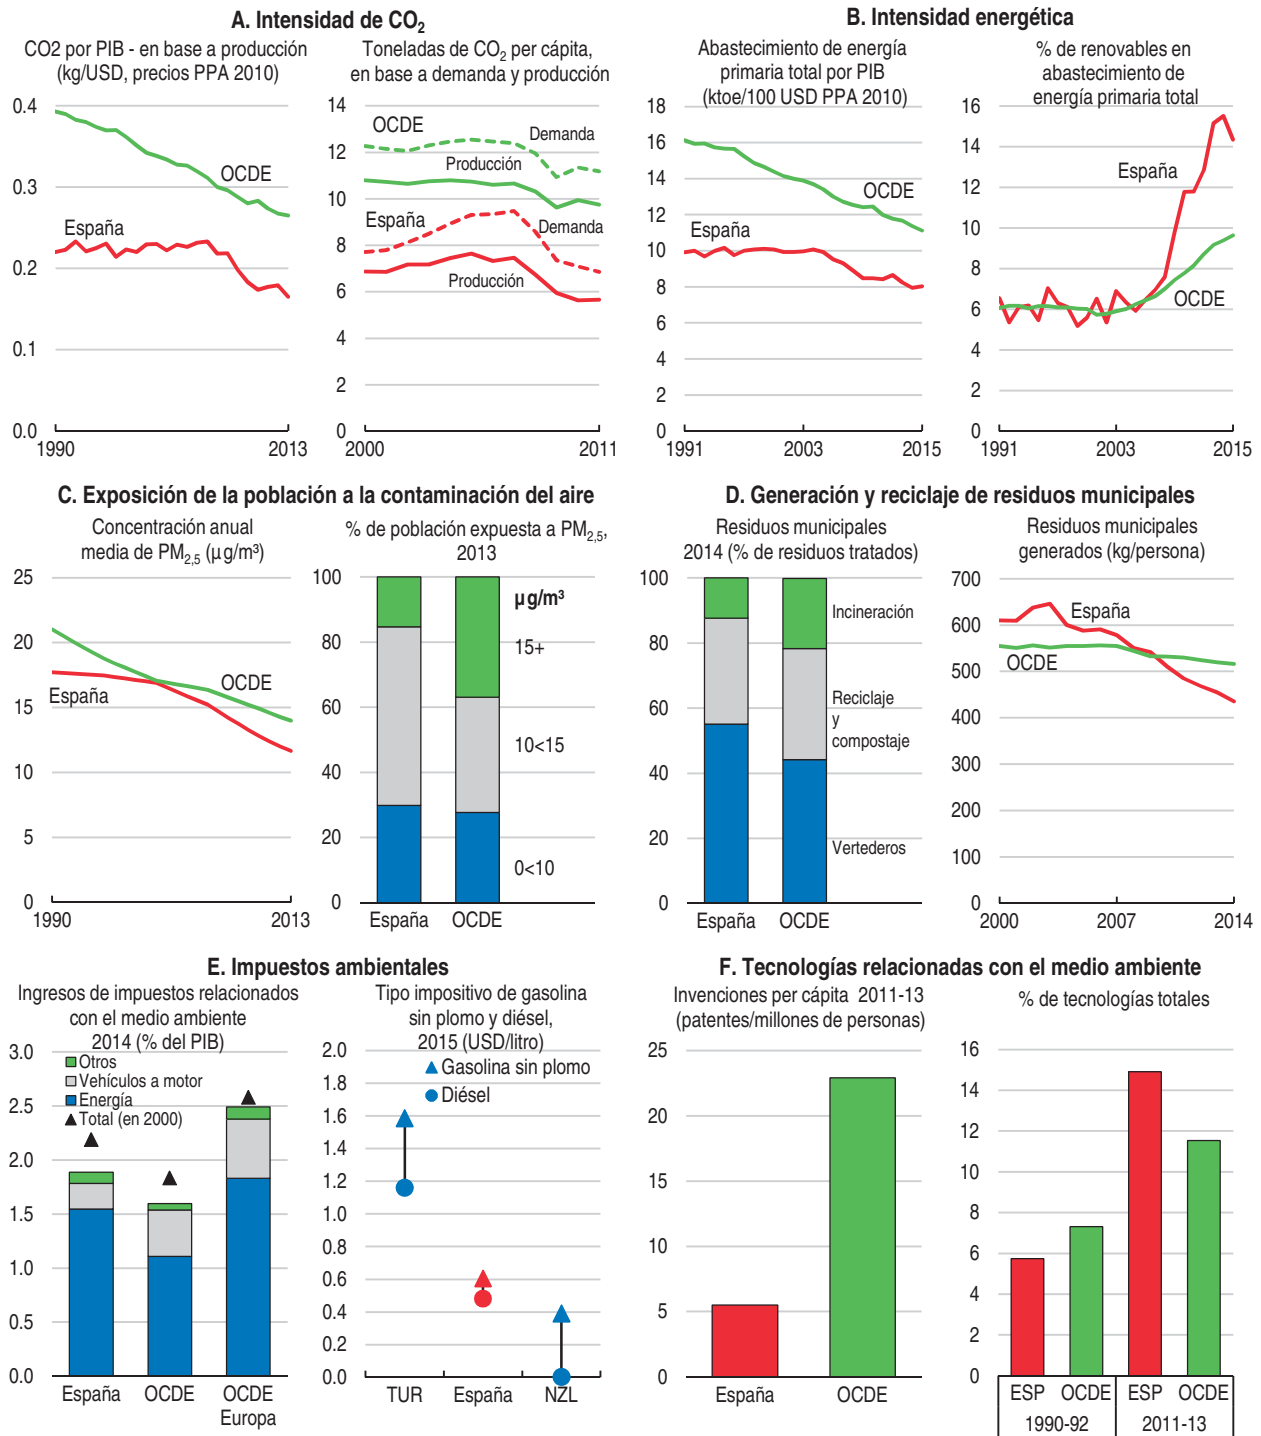 A. Intensidad de CO2
CO2 por PIB - en base a producción
(kg/USD, precios PPA 2010)
0.4
0.3
0.2
0.1
0.0
1990
2013
OCDE
España
Toneladas de CO2 per cápita,
en base a demanda y producción
14
12
10
8
6
4
2
0
2000
2011
OCDE
Demanda
Producción
España
Demanda
Producción
B. Intensidad energética
Abastecimiento de energía
primaria total por PIB
(ktoe/100 USD PPA 2010)
18
16
14
12
10
8
6
4
2
0
1991
2003
2015
OCDE
España
% de renovables en
abastecimiento de
energía primaria total
16
14
12
10
8
6
4
2
0
1991
2003
2015
España
OCDE
C. Exposición de la población a la contaminación del aire
Concentración anual
media de PM2,5 (µg/m³)
25
20
15
10
5
0
1990
2013
OCDE
España
% de población expuesta a PM2,5,
2013
100
80
60
40
20
0
España
OCDE
µg/m³
15+
10<15
0<10
D. Generación y reciclaje de residuos municipales
Residuos municipales
2014 (% de residuos tratados)
100
80
60
40
20
0
España
OCDE
Incineración
Reciclaje
y
compostaje
Vertederos
Residuos municipales
generados (kg/persona)
700
600
500
400
300
200
100
0
2000
2007
2014
España
OCDE
E. Impuestos ambientales
Ingresos de impuestos relacionados
con el medio ambiente
2014 (% del PIB)
3.0
2.5
2.0
1.5
1.0
0.5
0.0
Otros
Vehículos a motor
Energía
Total (en 2000)
España
OCDE
OCDE
Europa
Tipo impositivo de gasolina
sin plomo y diésel,
2015 (USD/litro)
2.0
1.8
1.6
1.4
1.2
1.0
0.8
0.6
0.4
0.2
0.0
Gasolina sin plomo
Diésel
TUR
España
NZL
F. Tecnologías relacionadas con el medio ambiente
Invenciones per cápita 2011-13
(patentes/millones de personas)
25
20
15
10
5
0
España
OCDE
% de tecnologías totales
16
14
12
10
8
6
4
2
0
ESP
OCDE
ESP
OCDE
1990-92
2011-13